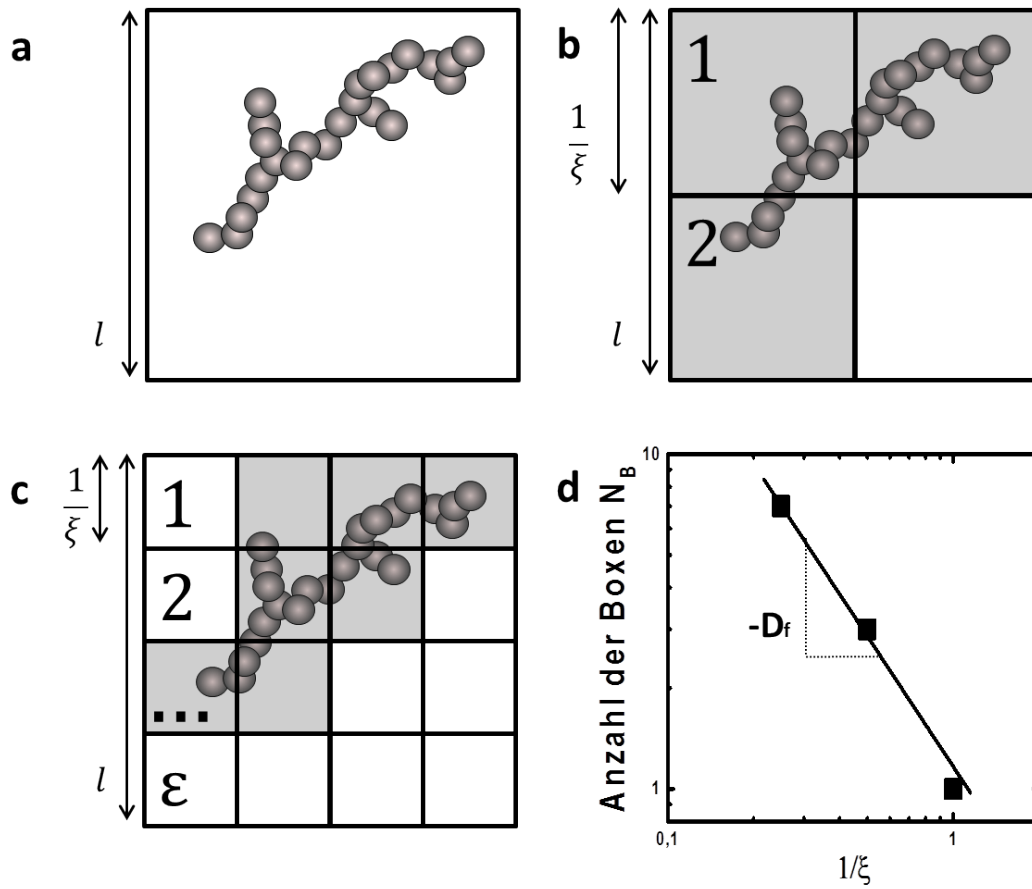 a
l
b
1
ξ
l
1
2
c
1
ξ
l
1
2
...
ε
d
Anzahl der Boxen N_B
10
1
-D_f
0,1
1
1/ξ